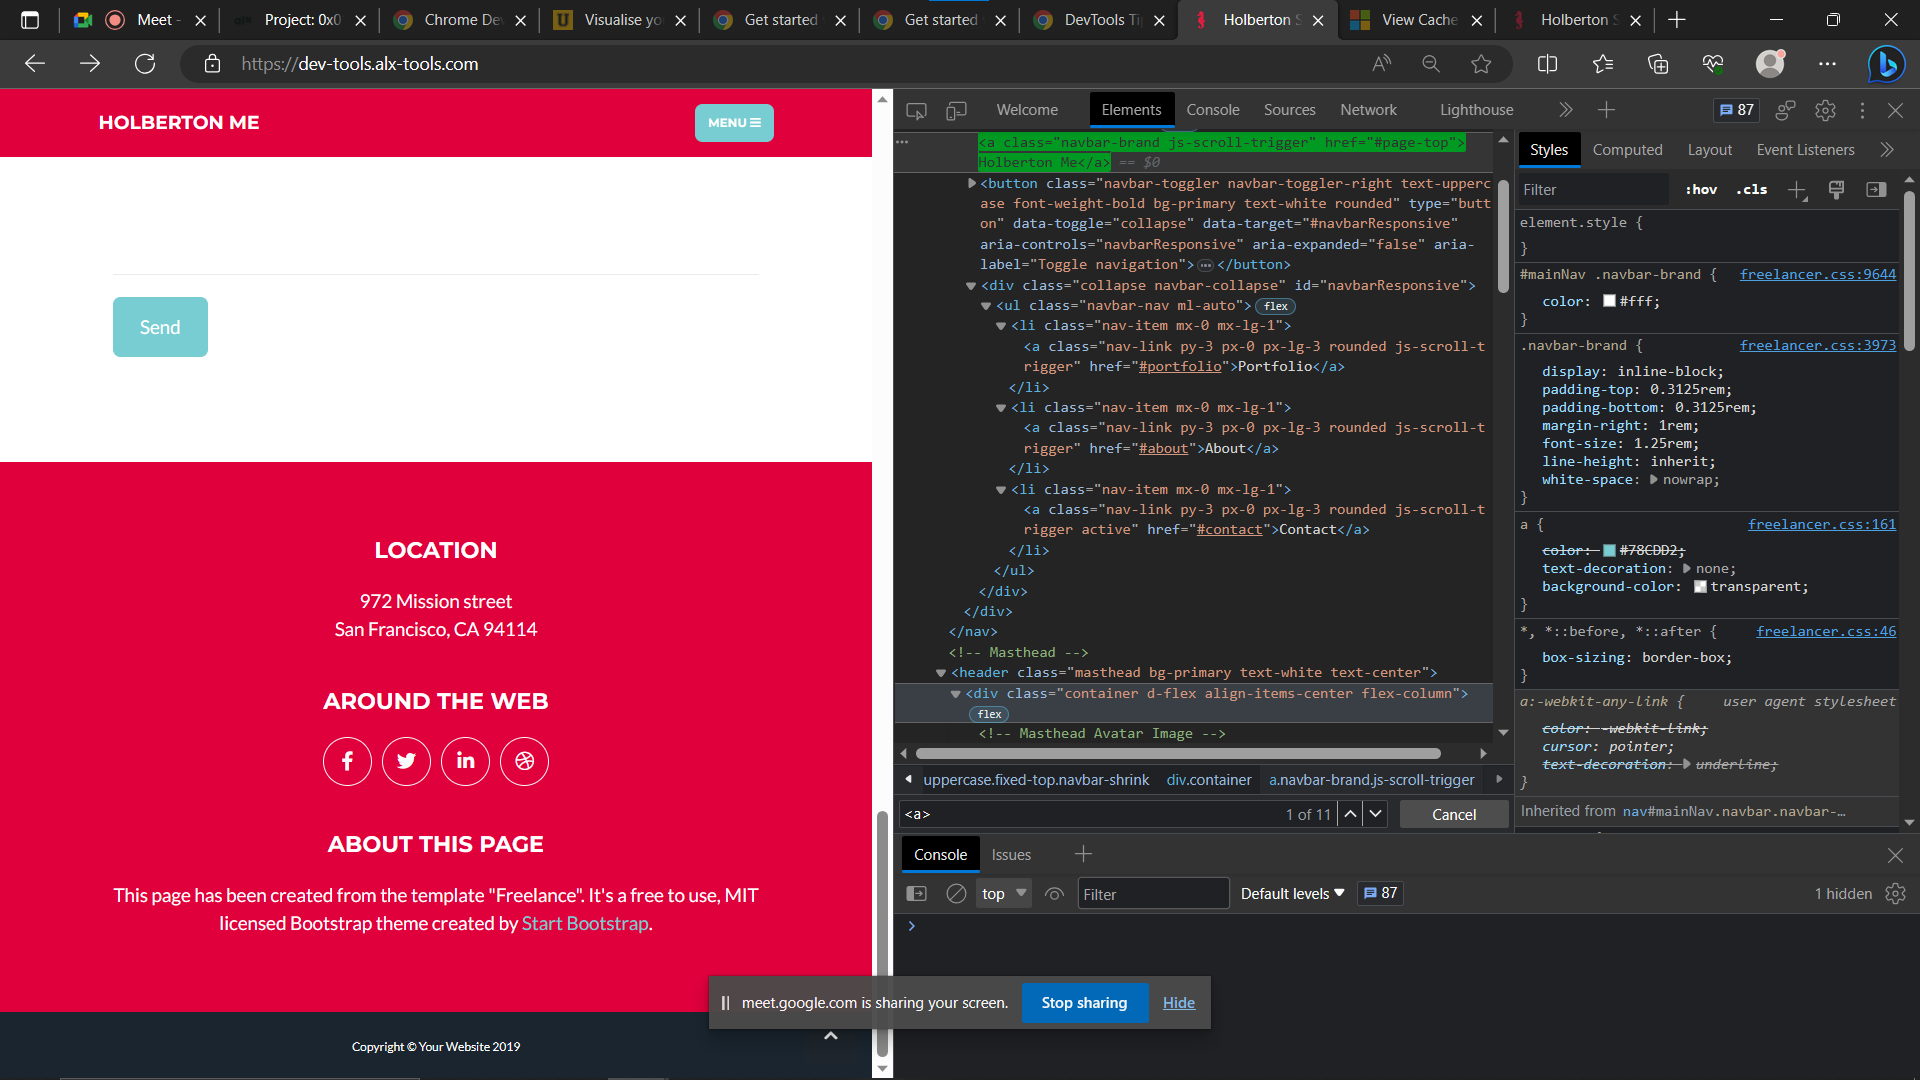 Meet -
alx
Project: 0x0
Chrome Dev
Visualise yo
Get started
Get started
DevTools Ti
Holberton S
View Cache
Holberton S
https://dev-tools.alx-tools.com
HOLBERTON ME
MENU
Send
LOCATION
972 Mission street
San Francisco, CA 94114
AROUND THE WEB
ABOUT THIS PAGE
This page has been created from the template "Freelance". It's a free to use, MIT
licensed Bootstrap theme created by Start Bootstrap.
Copyright © Your Website 2019
Welcome
Elements
Console
Sources
Network
Lighthouse
87
<a class="navbar-brand js-scroll-trigger" href="#page-top">
Holberton Me</a> == $0
<button class="navbar-toggler navbar-toggler-right text-upperc
ase font-weight-bold bg-primary text-white rounded" type="butt
on" data-toggle="collapse" data-target="#navbarResponsive"
aria-controls="navbarResponsive" aria-expanded="false" aria-
label="Toggle navigation"> … </button>
<div class="collapse navbar-collapse" id="navbarResponsive">
<ul class="navbar-nav ml-auto"> flex
<li class="nav-item mx-0 mx-lg-1">
<a class="nav-link py-3 px-0 px-lg-3 rounded js-scroll-t
rigger" href="#portfolio">Portfolio</a>
</li>
<li class="nav-item mx-0 mx-lg-1">
<a class="nav-link py-3 px-0 px-lg-3 rounded js-scroll-t
rigger" href="#about">About</a>
</li>
<li class="nav-item mx-0 mx-lg-1">
<a class="nav-link py-3 px-0 px-lg-3 rounded js-scroll-t
rigger active" href="#contact">Contact</a>
</li>
</ul>
</div>
</div>
</nav>
<!-- Masthead -->
<header class="masthead bg-primary text-white text-center">
<div class="container d-flex align-items-center flex-column">
flex
<!-- Masthead Avatar Image -->
uppercase.fixed-top.navbar-shrink div.container a.navbar-brand.js-scroll-trigger
<a>
1 of 11
Cancel
Styles
Computed
Layout
Event Listeners
Filter
:hov
.cls
element.style {
}
#mainNav .navbar-brand { freelancer.css:9644
color: #fff;
}
.navbar-brand { freelancer.css:3973
display: inline-block;
padding-top: 0.3125rem;
padding-bottom: 0.3125rem;
margin-right: 1rem;
font-size: 1.25rem;
line-height: inherit;
white-space: nowrap;
}
a { freelancer.css:161
color: #78CDD2;
text-decoration: none;
background-color: transparent;
}
*, *::before, *::after { freelancer.css:46
box-sizing: border-box;
}
a:-webkit-any-link { user agent stylesheet
color: -webkit-link;
cursor: pointer;
text-decoration: underline;
}
Inherited from nav#mainNav.navbar.navbar-…
Console
Issues
top
Filter
Default levels
87
1 hidden
meet.google.com is sharing your screen.
Stop sharing
Hide